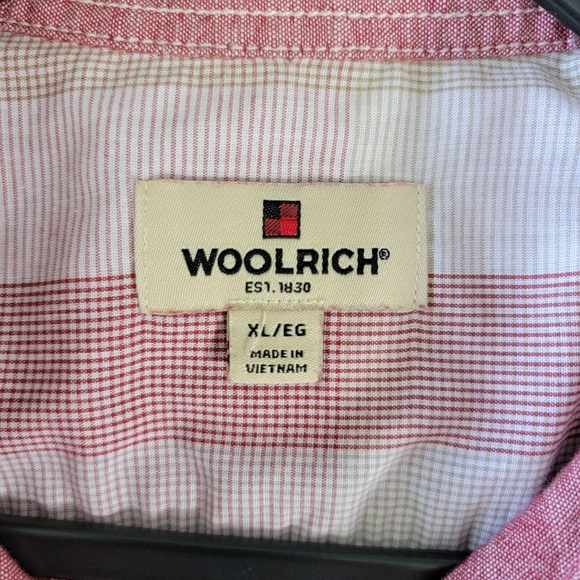 WOOLRICH®
EST. 1830
XL/EG
MADE IN
VIETNAM